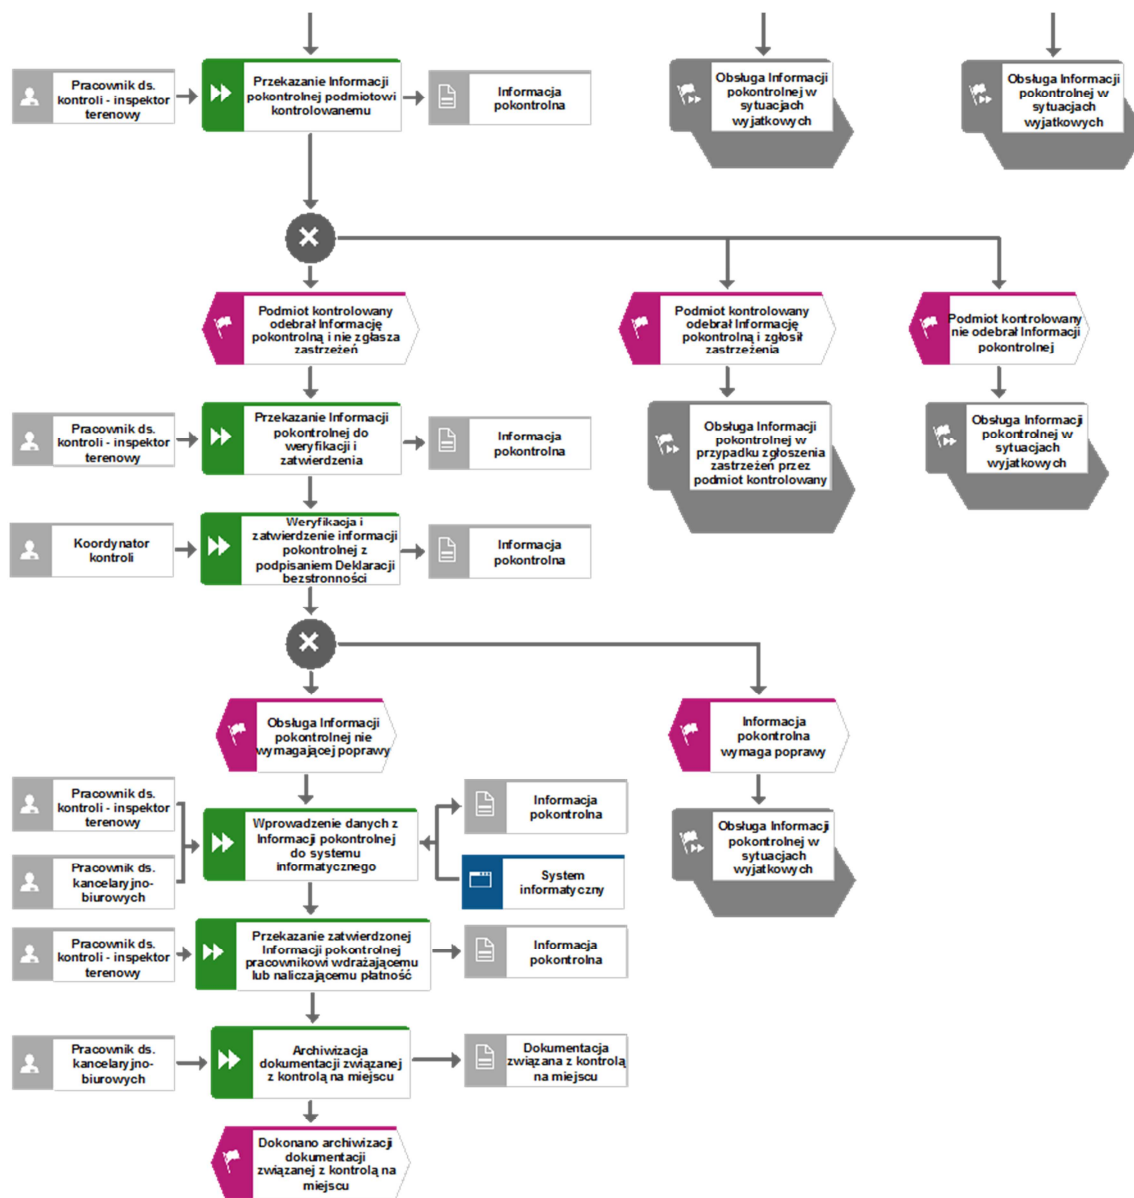 Pracownik ds.
kontroli - inspektor
terenowy
Przekazanie Informacji
pokontrolnej podmiotowi
kontrolowanemu
Informacja
pokontrolna
Obsługa Informacji
pokontrolnej w
sytuacjach
wyjatkowych
Obsługa Informacji
pokontrolnej w
sytuacjach
wyjatkowych
Podmiot kontrolowany
odebrał Informację
pokontrolną i nie zgłasza
zastrzeżeń
Podmiot kontrolowany
odebrał Informację
pokontrolną i zgłosił
zastrzeżenia
Podmiot kontrolowany
nie odebrał Informacji
pokontrolnej
Pracownik ds.
kontroli - inspektor
terenowy
Przekazanie Informacji
pokontrolnej do
weryfikacji i
zatwierdzenia
Informacja
pokontrolna
Obsługa Informacji
pokontrolnej w
przypadku zgłoszenia
zastrzeżeń przez
podmiot kontrolowany
Obsługa Informacji
pokontrolnej w
sytuacjach
wyjatkowych
Koordynator
kontroli
Weryfikacja i
zatwierdzenie informacji
pokontrolnej z
podpisaniem Deklaracji
bezstronności
Informacja
pokontrolna
Obsługa Informacji
pokontrolnej nie
wymagającej poprawy
Informacja
pokontrolna
wymaga poprawy
Pracownik ds.
kontroli - inspektor
terenowy
Pracownik ds.
kancelaryjno-
biurowych
Wprowadzenie danych z
Informacji pokontrolnej
do systemu
informatycznego
Informacja
pokontrolna
System
informatyczny
Obsługa Informacji
pokontrolnej w
sytuacjach
wyjatkowych
Pracownik ds.
kontroli - inspektor
terenowy
Przekazanie zatwierdzonej
Informacji pokontrolnej
pracownikowi wdrażającemu
lub naliczającemu płatność
Informacja
pokontrolna
Pracownik ds.
kancelaryjno-
biurowych
Archiwizacja
dokumentacji związanej
z kontrolą na miejscu
Dokumentacja
związana z kontrolą
na miejscu
Dokonano archiwizacji
dokumentacji
związanej z kontrolą na
miejscu